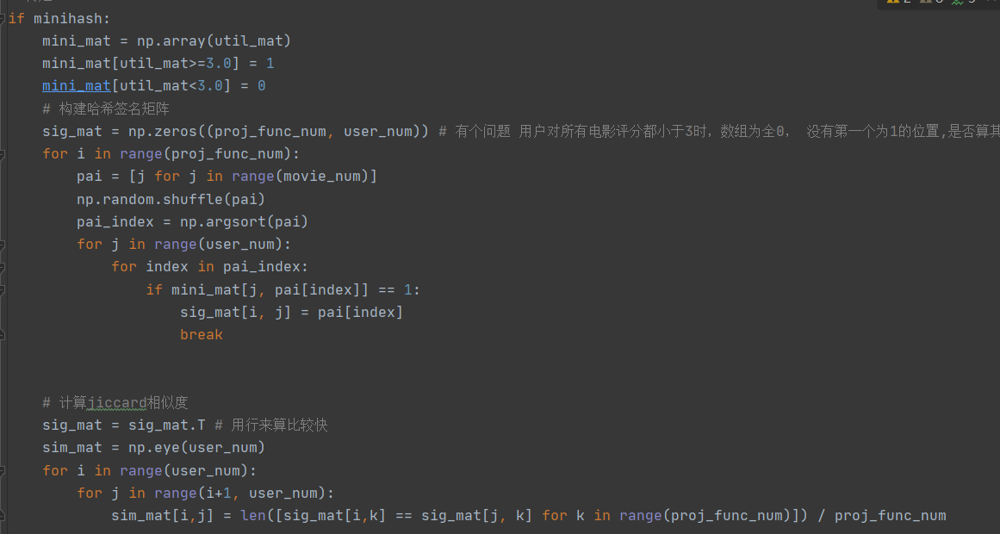 if minihash:
    mini_mat = np.array(util_mat)
    mini_mat[util_mat>=3.0] = 1
    mini_mat[util_mat<3.0] = 0
    # 构建哈希签名矩阵
    sig_mat = np.zeros((proj_func_num, user_num)) # 有个问题 用户对所有电影评分都小于3时，数组为全0， 没有第一个为1的位置,是否算其
    for i in range(proj_func_num):
        pai = [j for j in range(movie_num)]
        np.random.shuffle(pai)
        pai_index = np.argsort(pai)
        for j in range(user_num):
            for index in pai_index:
                if mini_mat[j, pai[index]] == 1:
                    sig_mat[i, j] = pai[index]
                    break
    # 计算jiccard相似度
    sig_mat = sig_mat.T # 用行来算比较快
    sim_mat = np.eye(user_num)
    for i in range(user_num):
        for j in range(i+1, user_num):
            sim_mat[i,j] = len([sig_mat[i,k] == sig_mat[j, k] for k in range(proj_func_num)]) / proj_func_num